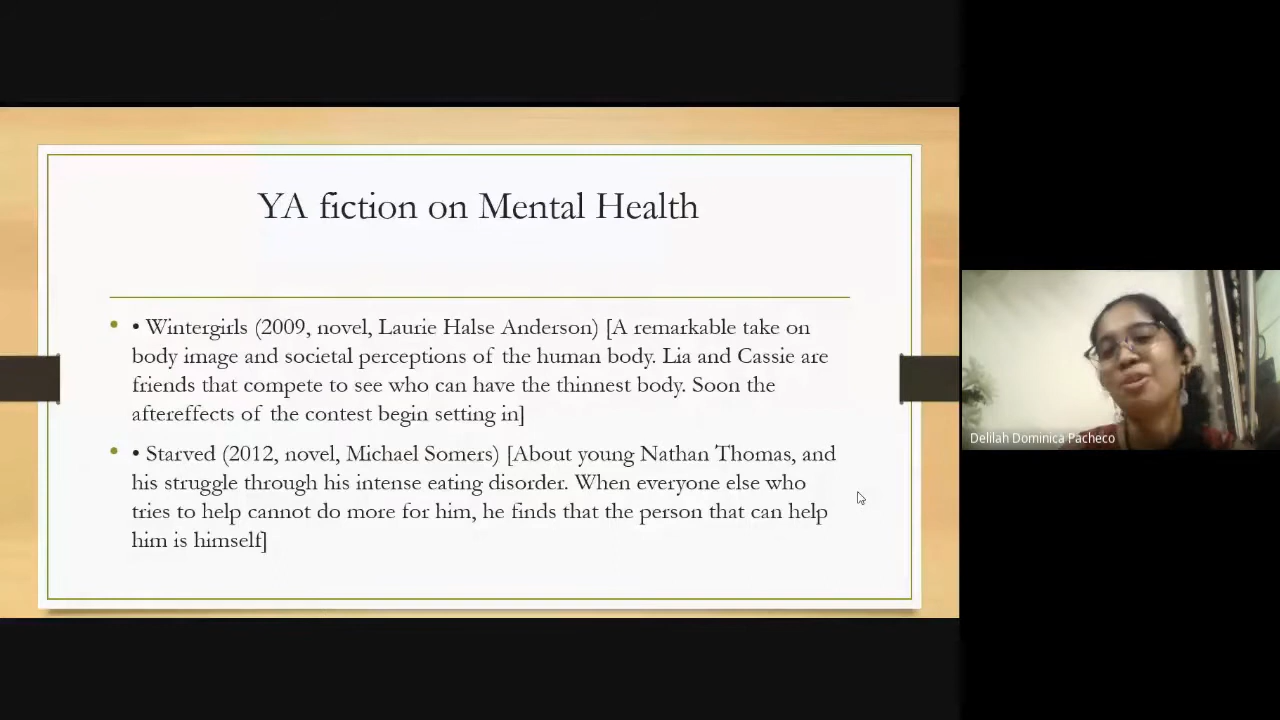 YA fiction on Mental Health
• • Wintergirls (2009, novel, Laurie Halse Anderson) [A remarkable take on
body image and societal perceptions of the human body. Lia and Cassie are
friends that compete to see who can have the thinnest body. Soon the
aftereffects of the contest begin setting in]
• • Starved (2012, novel, Michael Somers) [About young Nathan Thomas, and
his struggle through his intense eating disorder. When everyone else who
tries to help cannot do more for him, he finds that the person that can help
him is himself]
Delilah Dominica Pacheco